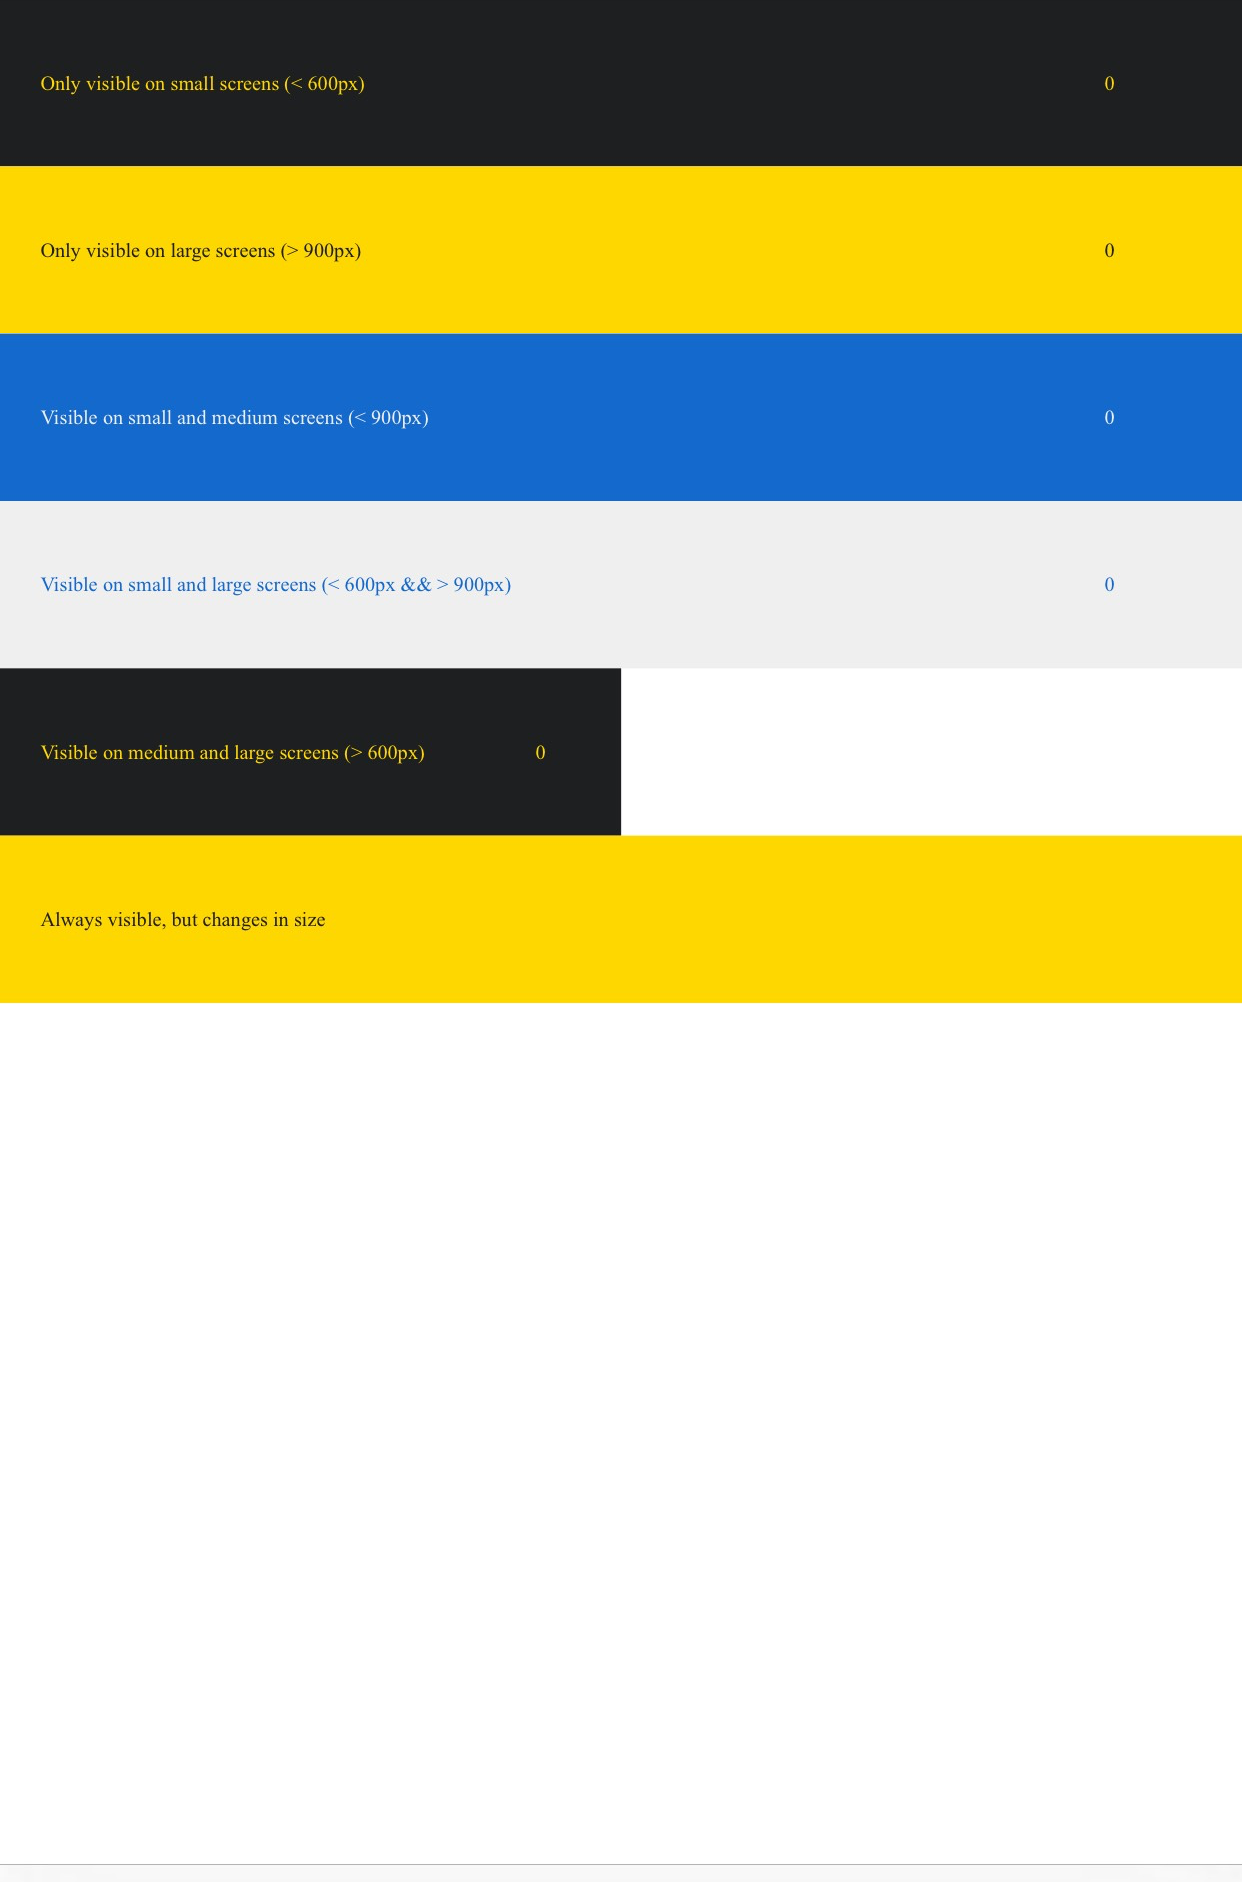 Only visible on small screens (< 600px) 0
Only visible on large screens (> 900px) 0
Visible on small and medium screens (< 900px) 0
Visible on small and large screens (< 600px && > 900px) 0
Visible on medium and large screens (> 600px) 0
Always visible, but changes in size